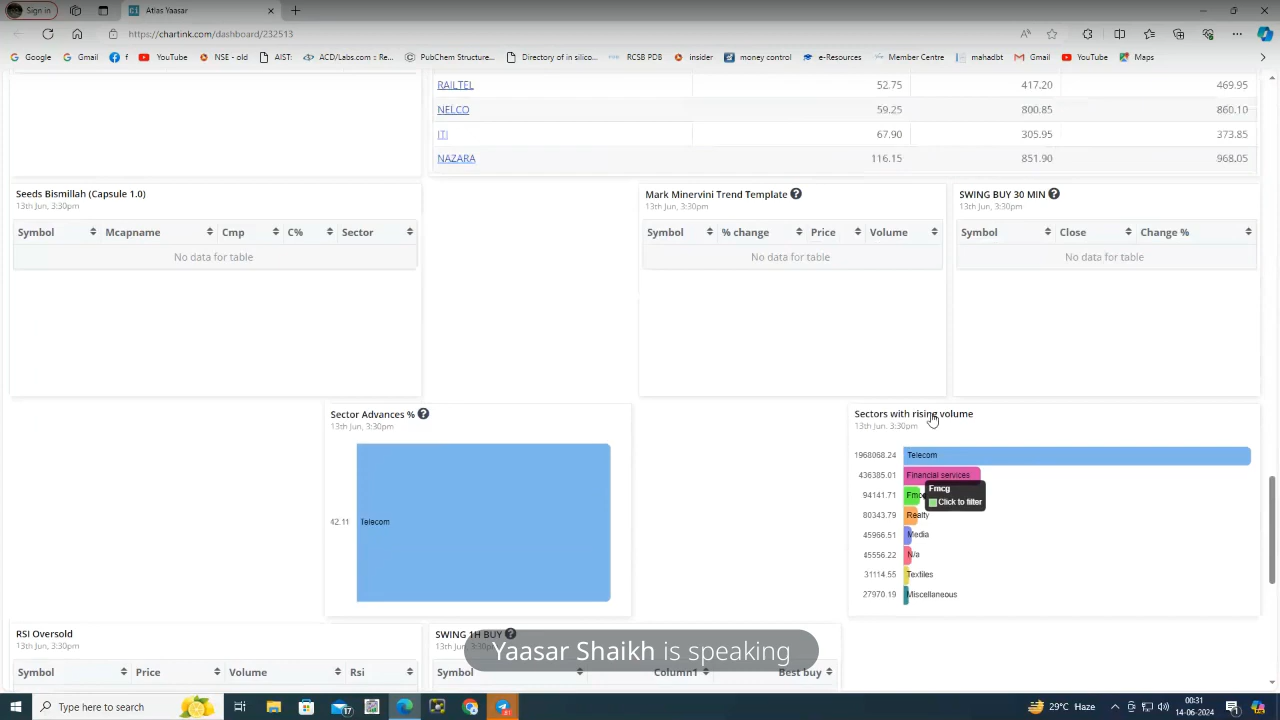 Sign in
Atlas Yaasar
https://chartink.com/dashboard/232513
Google
Gmail
f
YouTube
NSE - old
AIST:
ACD/Labs - Chem - Re...
PubChem Structure...
Directory of in silico...
RCSB PDB
insider
money control
e-Resources
Member Centre
mahadbt
Gmail
YouTube
Maps
RAILTEL 52.75 417.20 469.95
NELCO 59.25 800.85 860.10
ITI 67.90 305.95 373.85
NAZARA 116.15 851.90 968.05
Seeds Bismillah (Capsule 1.0)
13th Jun, 3:30pm
Symbol Mcapname Cmp C% Sector
No data for table
Mark Minervini Trend Template
13th Jun, 3:30pm
Symbol % change Price Volume
No data for table
SWING BUY 30 MIN
13th Jun, 3:30pm
Symbol Close Change %
No data for table
Sector Advances %
13th Jun, 3:30pm
42.11 Telecom
Sectors with rising volume
13th Jun, 3:30pm
1968068.24 Telecom
436385.01 Financial services
94141.71 Fmcg
Fmcg
Click to filter
80343.79 Realty
45966.51 Media
45556.22 N/a
31114.55 Textiles
27970.19 Miscellaneous
RSI Oversold
13th Jun, 3:30pm
Symbol Price Volume Rsi
SWING 1H BUY
13th Jun, 3:30p
Symbol Column1 Best buy
Yaasar Shaikh is speaking
Type here to search
29°C Haze
00:31
14-06-2024